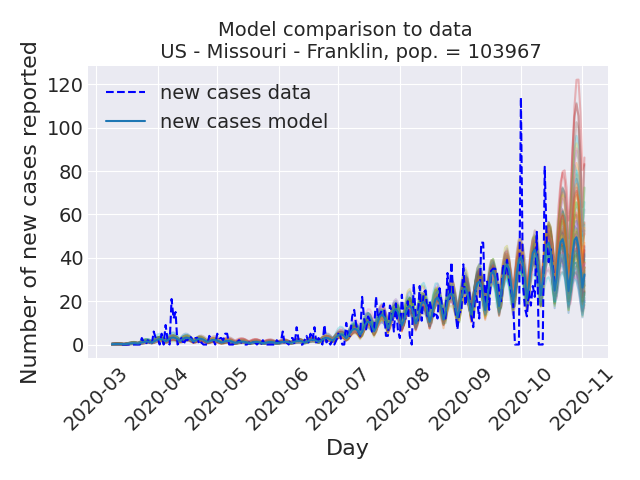 Model comparison to data
US - Missouri - Franklin, pop. = 103967
Number of new cases reported
120
100
80
60
40
20
0
new cases data
new cases model
2020-03
2020-04
2020-05
2020-06
2020-07
2020-08
2020-09
2020-10
2020-11
Day